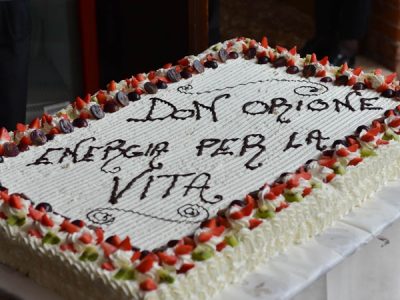 DON ORIONE
ENERGIA PER LA
VITA